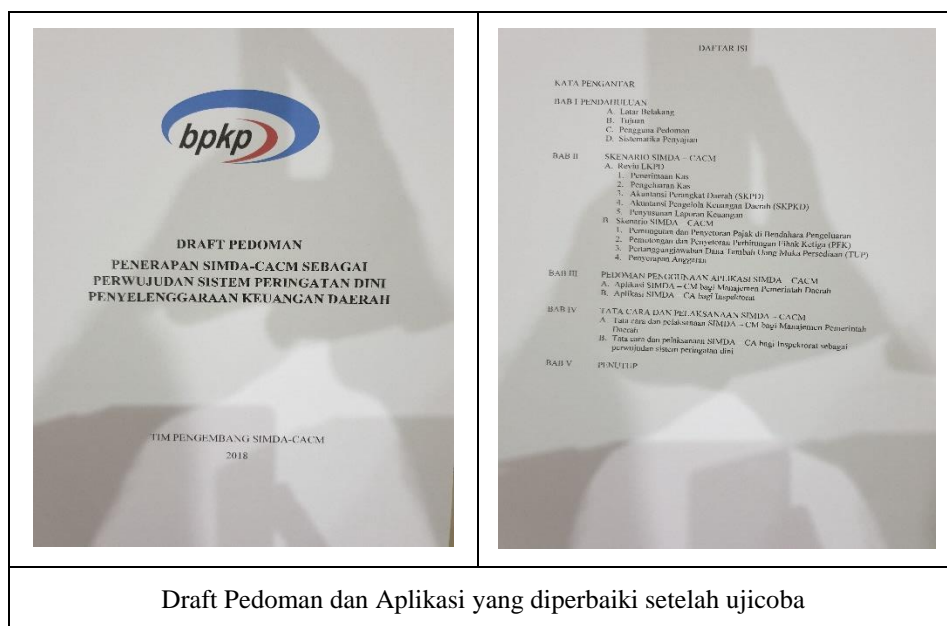 bpkp
DRAFT PEDOMAN
PENERAPAN SIMDA-CACM SEBAGAI
PERWUJUDAN SISTEM PERINGATAN DINI
PENYELENGGARAAN KEUANGAN DAERAH
TIM PENGEMBANG SIMDA-CACM
2018
DAFTAR ISI
KATA PENGANTAR
BAB I PENDAHULUAN
A. Latar Belakang
B. Tujuan
C. Pengguna Pedoman
D. Sistematika Penyajian
BAB II SKENARIO SIMDA – CACM
A. Reviu LKPD
1. Penerimaan Kas
2. Pengeluaran Kas
3. Akuntansi Perangkat Daerah (SKPD)
4. Akuntansi Pengelola Keuangan Daerah (SKPKD)
5. Penyusunan Laporan Keuangan
B. Skenario SIMDA – CACM
1. Pemungutan dan Penyetoran Pajak di Bendahara Pengeluaran
2. Pemotongan dan Penyetoran Perhitungan Fihak Ketiga (PFK)
3. Pertanggungjawaban Dana Tambah Uang Muka Persediaan (TUP)
4. Penyerapan Anggaran
BAB III PEDOMAN PENGGUNAAN APLIKASI SIMDA – CACM
A. Aplikasi SIMDA – CM bagi Manajemen Pemerintah Daerah
B. Aplikasi SIMDA – CA bagi Inspektorat
BAB IV TATA CARA DAN PELAKSANAAN SIMDA – CACM
A. Tata cara dan pelaksanaan SIMDA – CM bagi Manajemen Pemerintah
Daerah
B. Tata cara dan pelaksanaan SIMDA – CA bagi Inspektorat sebagai
perwujudan sistem peringatan dini
BAB V PENUTUP
Draft Pedoman dan Aplikasi yang diperbaiki setelah ujicoba